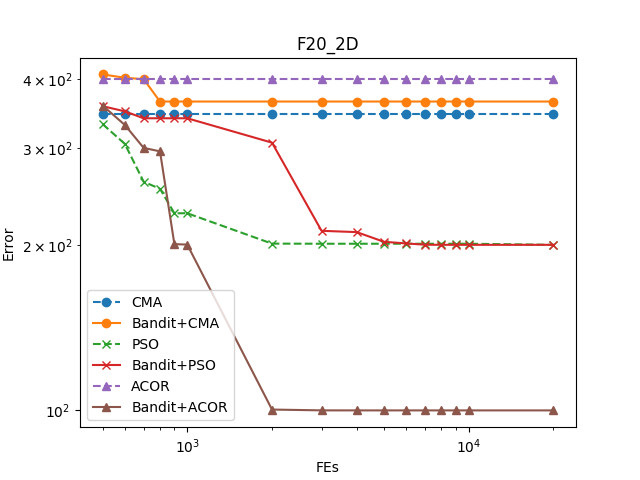 F20_2D
Error
4 × 10²
3 × 10²
2 × 10²
10²
CMA
Bandit+CMA
PSO
Bandit+PSO
ACOR
Bandit+ACOR
10³
10⁴
FEs